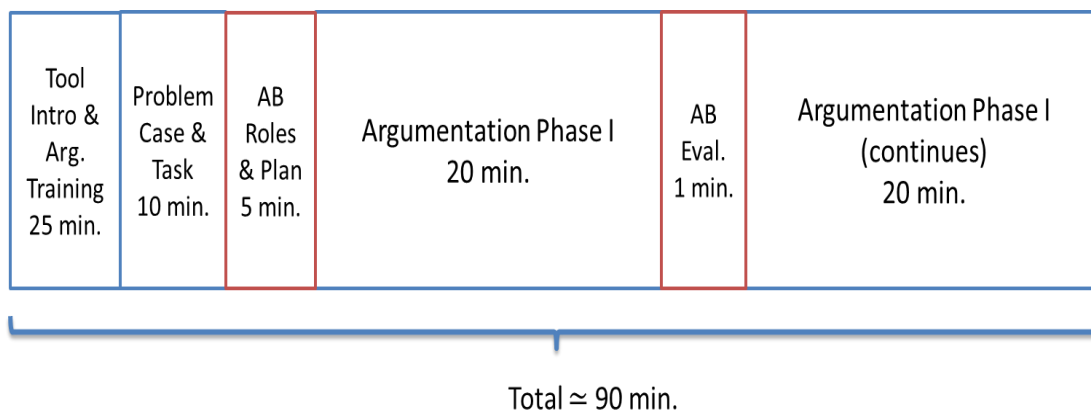 Tool
Intro &
Arg.
Training
25 min.
Problem
Case &
Task
10 min.
AB
Roles
& Plan
5 min.
Argumentation Phase I
20 min.
AB
Eval.
1 min.
Argumentation Phase I
(continues)
20 min.
Total ≃ 90 min.